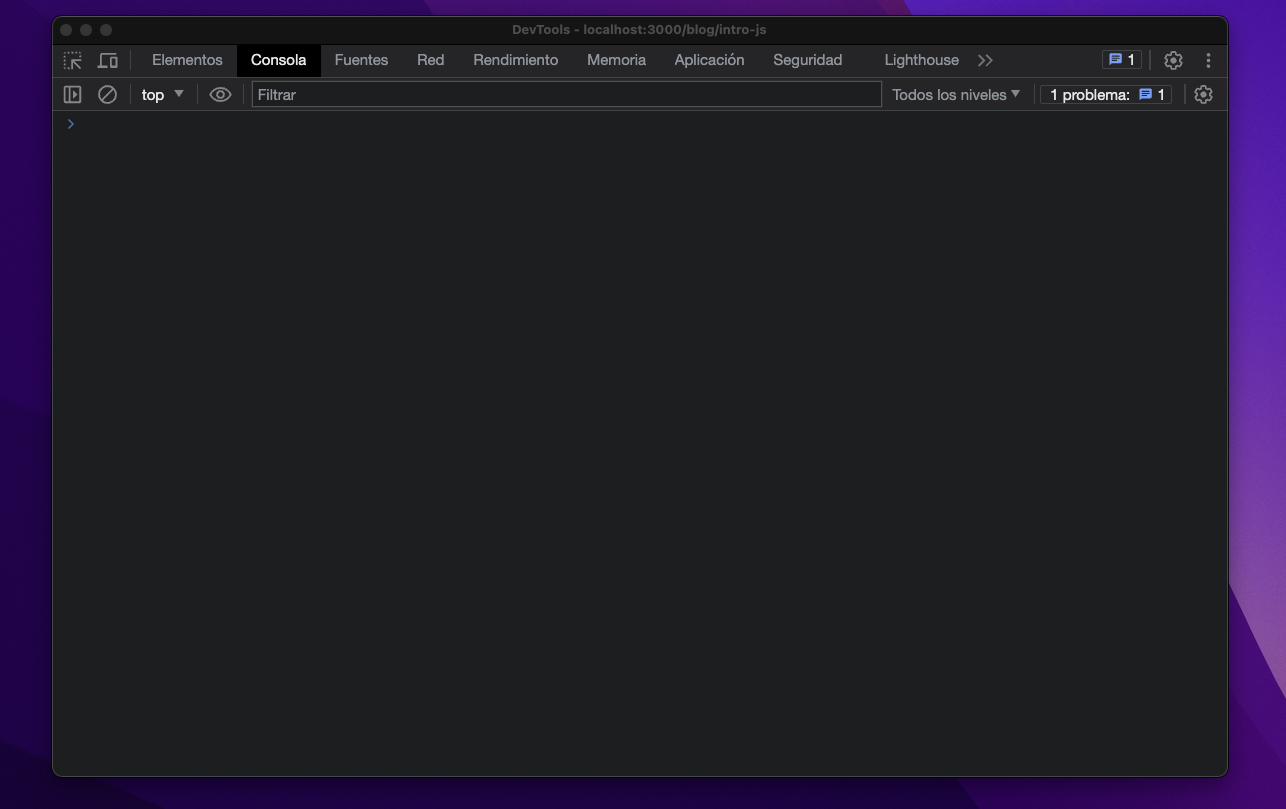 DevTools - localhost:3000/blog/intro-js
Elementos Consola Fuentes Red Rendimiento Memoria Aplicación Seguridad Lighthouse 1
top Filtrar Todos los niveles 1 problema: 1